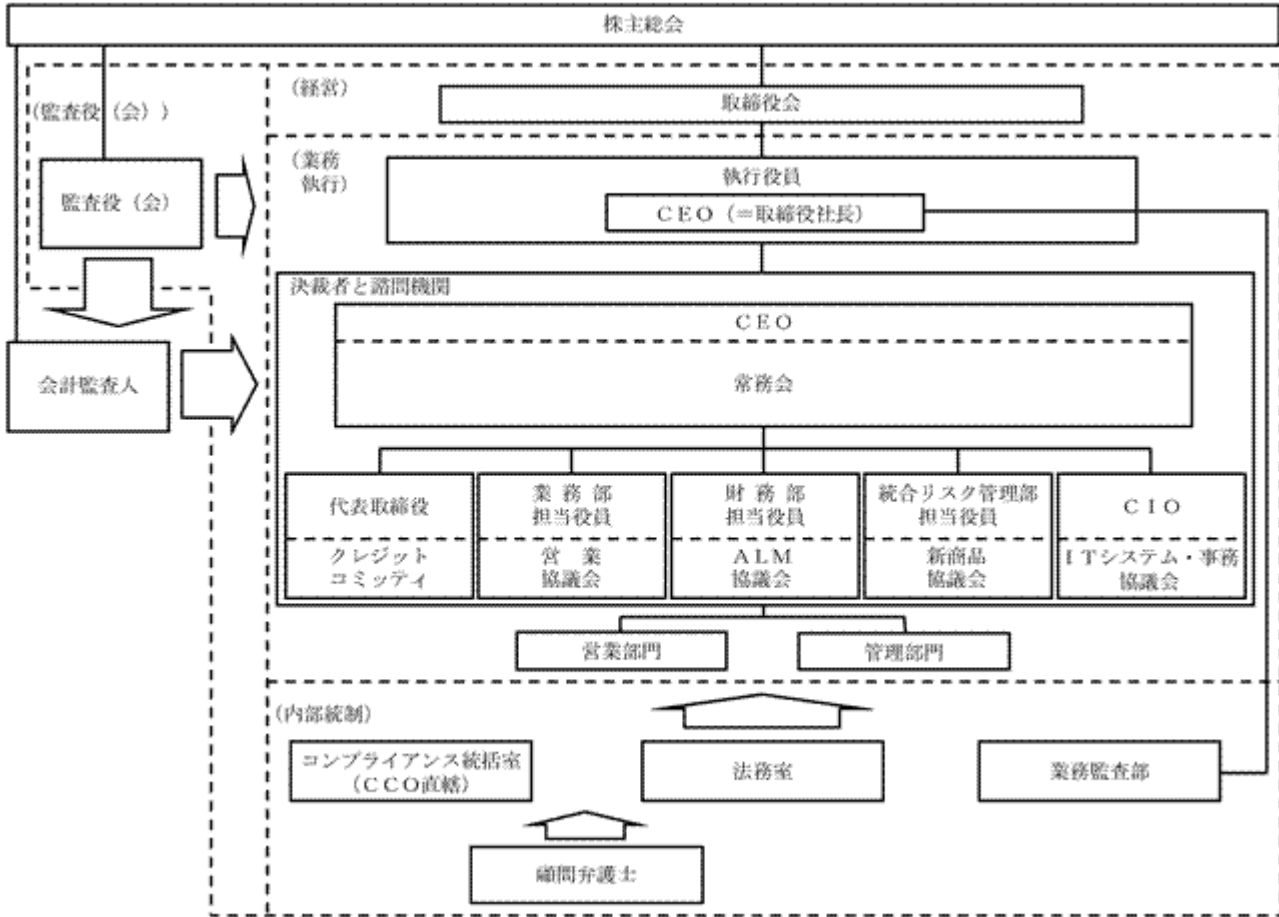 株主総会
(経営)
取締役会
(監査役(会))
監査役(会)
(業務
執行)
執行役員
CEO(=取締役社長)
決裁者と諮問機関
CEO
常務会
会計監査人
代表取締役
クレジット
コミッティ
業務部
担当役員
営業
協議会
財務部
担当役員
ALM
協議会
統合リスク管理部
担当役員
新商品
協議会
CIO
ITシステム・事務
協議会
営業部門
管理部門
(内部統制)
コンプライアンス統括室
(CCO直轄)
法務室
業務監査部
顧問弁護士